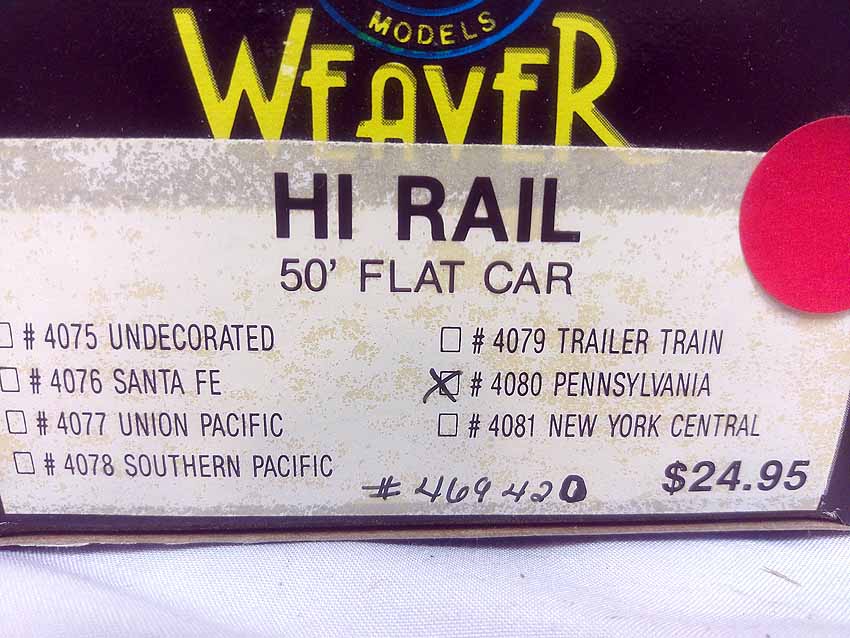 MODELS
WEAVER
HI RAIL
50' FLAT CAR
# 4075 UNDECORATED
# 4076 SANTA FE
# 4077 UNION PACIFIC
# 4078 SOUTHERN PACIFIC
# 4079 TRAILER TRAIN
# 4080 PENNSYLVANIA
# 4081 NEW YORK CENTRAL
# 469420
$24.95